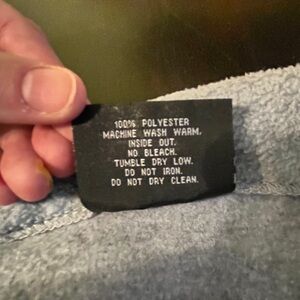 100% POLYESTER
MACHINE WASH WARM,
INSIDE OUT.
NO BLEACH.
TUMBLE DRY LOW.
DO NOT IRON.
DO NOT DRY CLEAN.